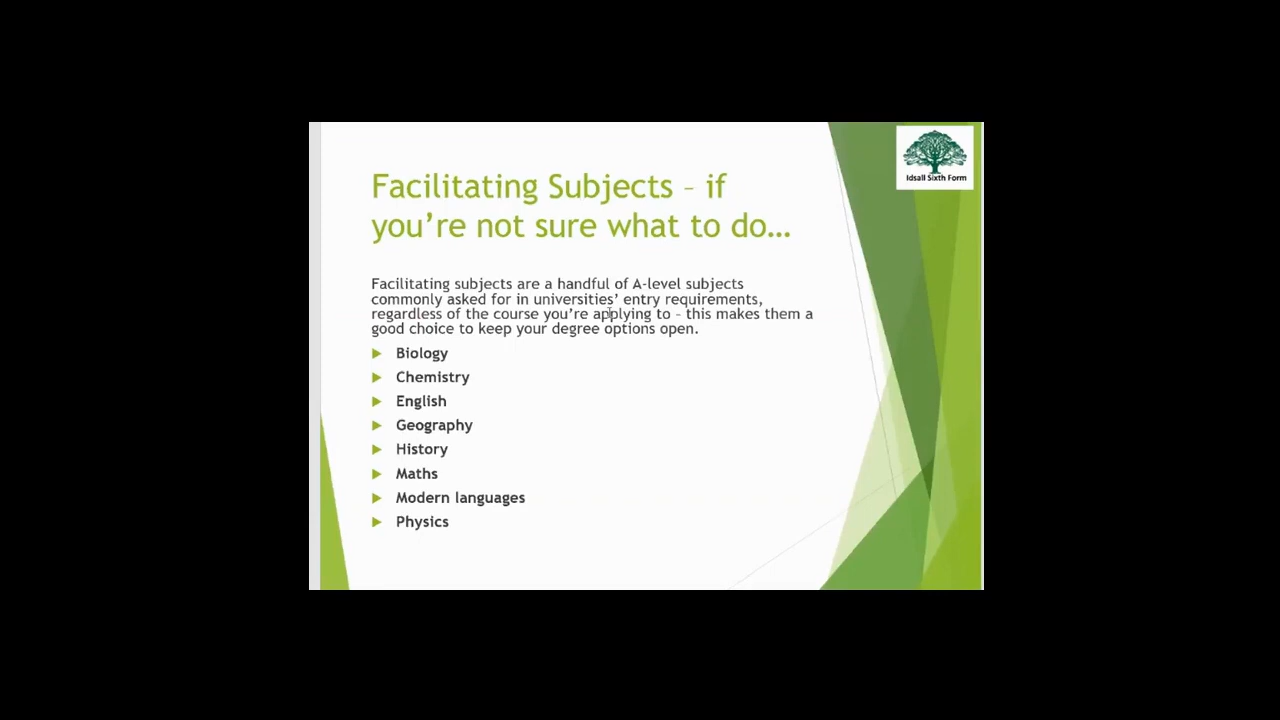 Idsall Sixth Form
Facilitating Subjects – if
you're not sure what to do…
Facilitating subjects are a handful of A-level subjects
commonly asked for in universities' entry requirements,
regardless of the course you're applying to – this makes them a
good choice to keep your degree options open.
Biology
Chemistry
English
Geography
History
Maths
Modern languages
Physics